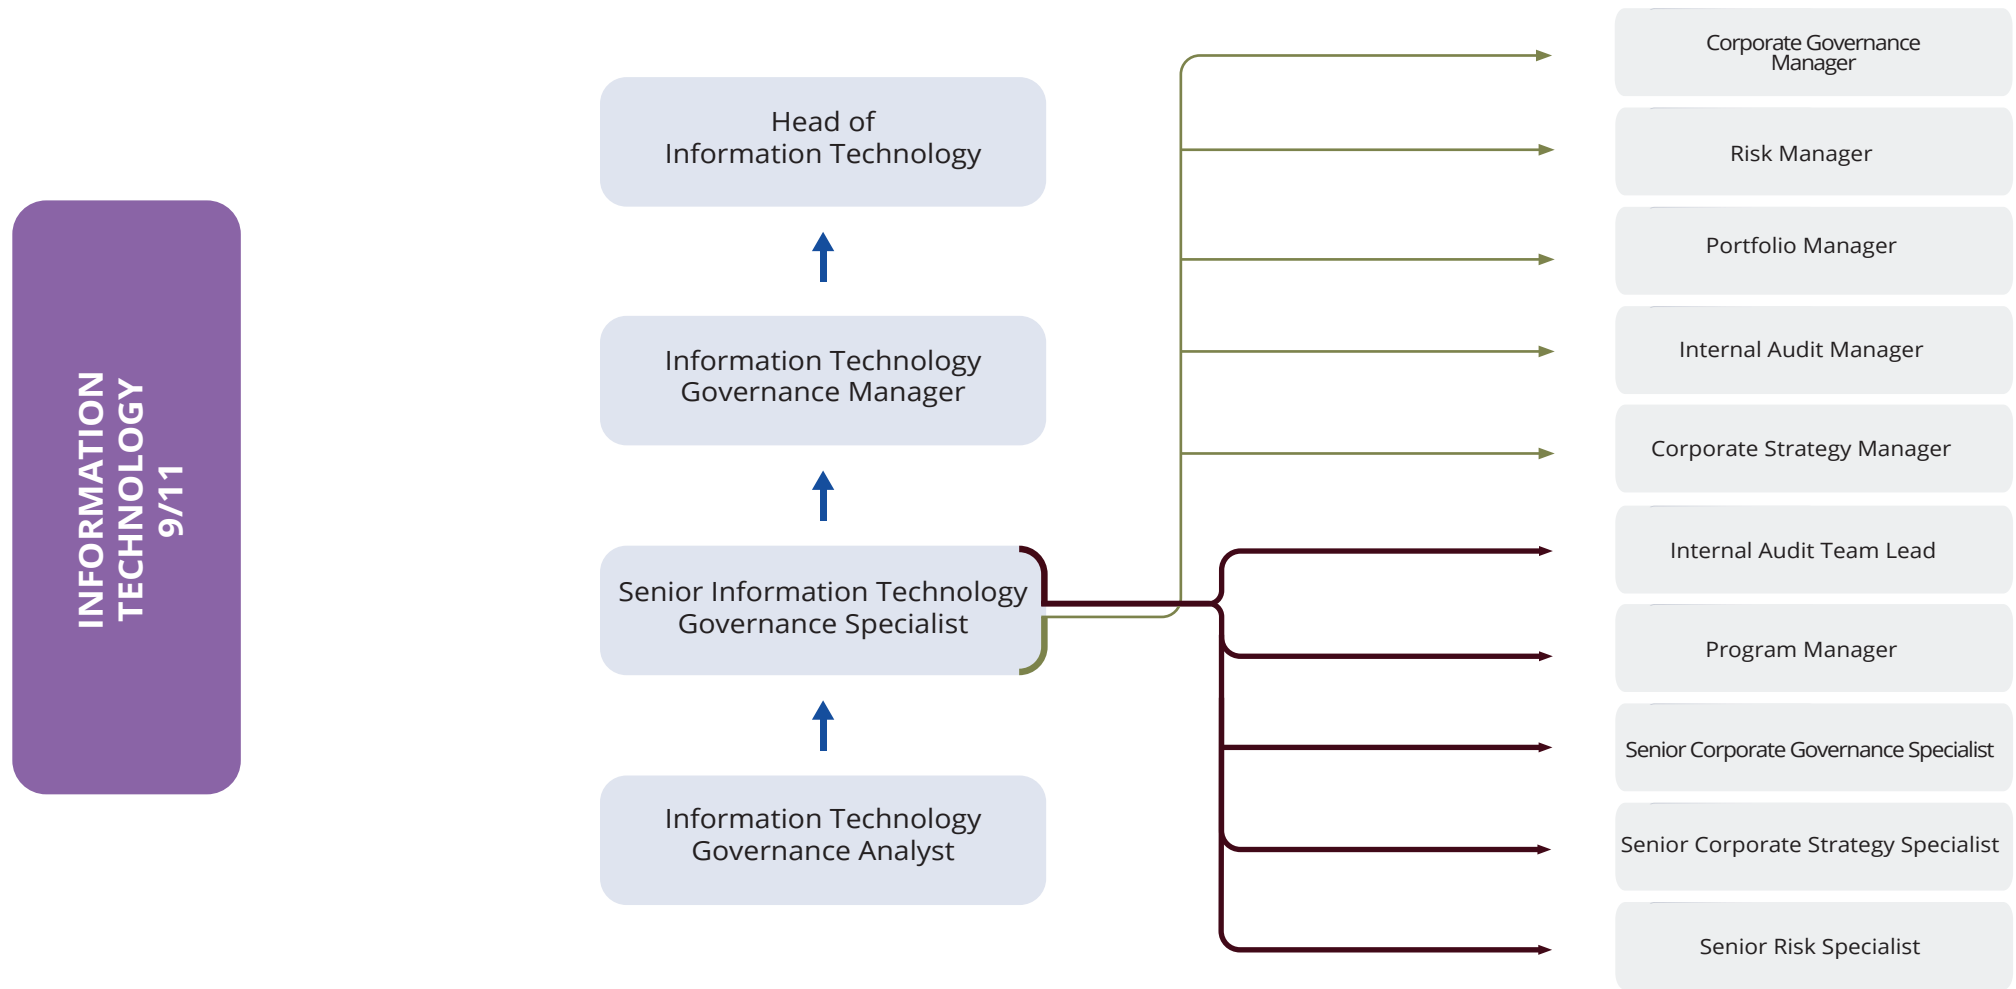 INFORMATION
TECHNOLOGY
9/11
Head of
Information Technology
Information Technology
Governance Manager
Senior Information Technology
Governance Specialist
Information Technology
Governance Analyst
Corporate Governance
Manager
Risk Manager
Portfolio Manager
Internal Audit Manager
Corporate Strategy Manager
Internal Audit Team Lead
Program Manager
Senior Corporate Governance Specialist
Senior Corporate Strategy Specialist
Senior Risk Specialist